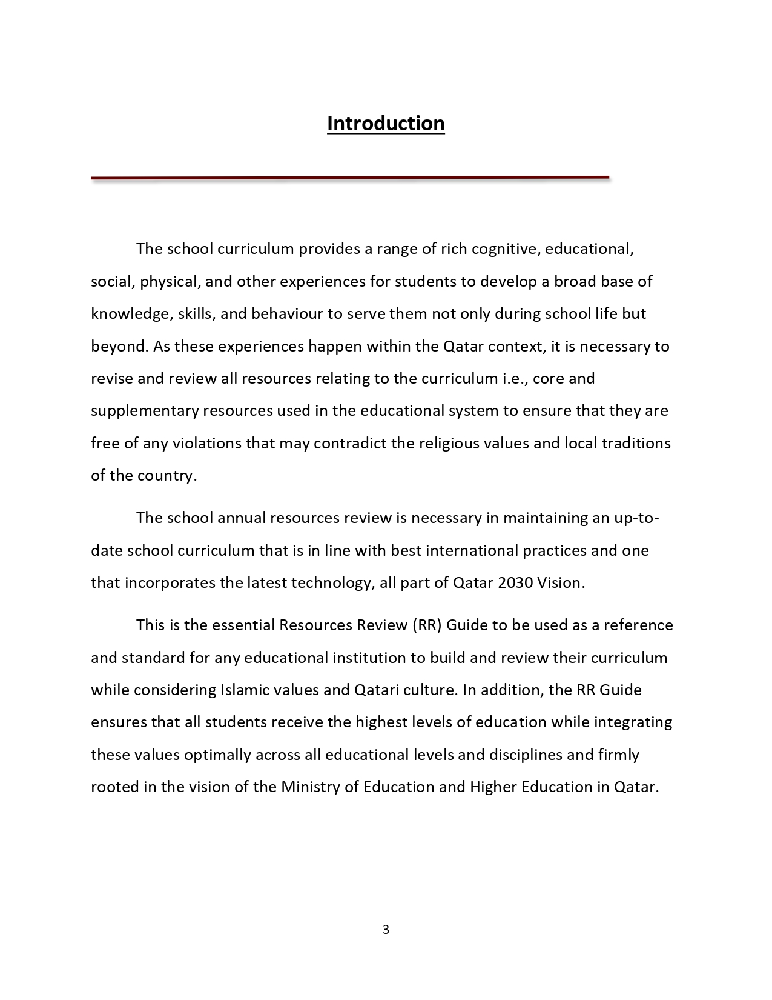 Introduction
The school curriculum provides a range of rich cognitive, educational,
social, physical, and other experiences for students to develop a broad base of
knowledge, skills, and behaviour to serve them not only during school life but
beyond. As these experiences happen within the Qatar context, it is necessary to
revise and review all resources relating to the curriculum i.e., core and
supplementary resources used in the educational system to ensure that they are
free of any violations that may contradict the religious values and local traditions
of the country.
The school annual resources review is necessary in maintaining an up-to-
date school curriculum that is in line with best international practices and one
that incorporates the latest technology, all part of Qatar 2030 Vision.
This is the essential Resources Review (RR) Guide to be used as a reference
and standard for any educational institution to build and review their curriculum
while considering Islamic values and Qatari culture. In addition, the RR Guide
ensures that all students receive the highest levels of education while integrating
these values optimally across all educational levels and disciplines and firmly
rooted in the vision of the Ministry of Education and Higher Education in Qatar.
3